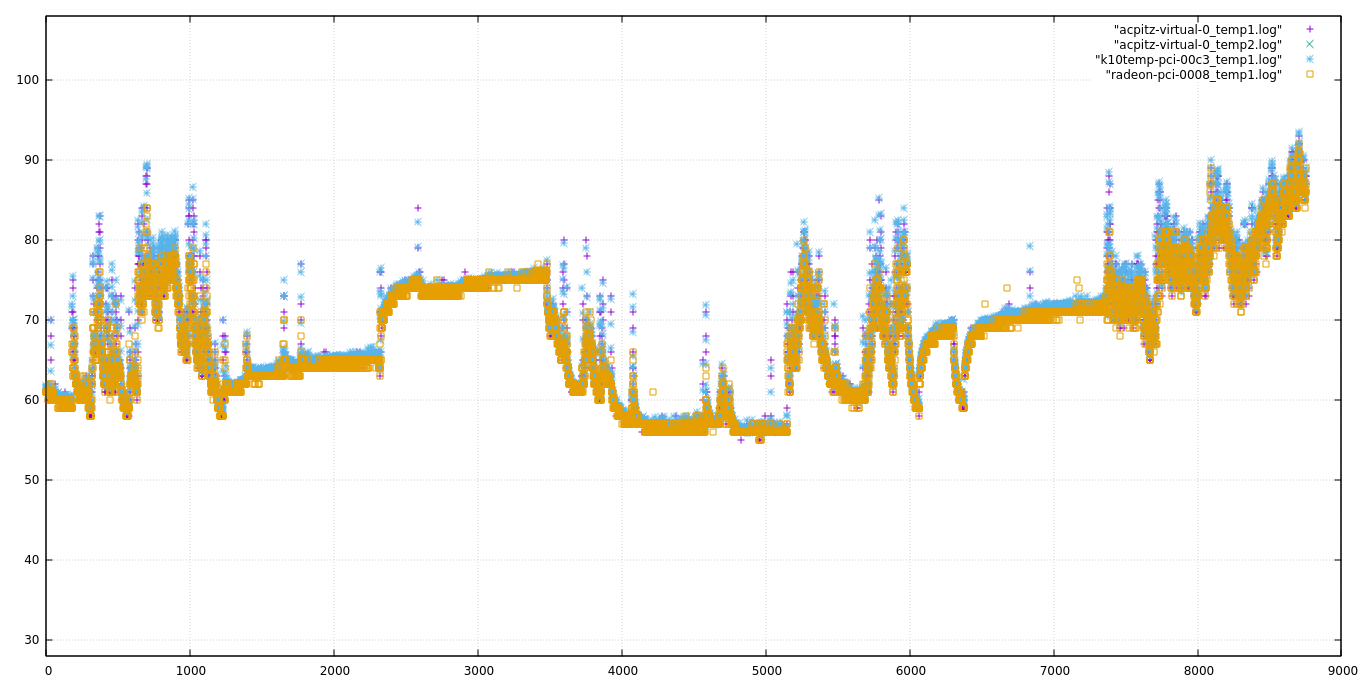 "acpitz-virtual-0_temp1.log"
"acpitz-virtual-0_temp2.log"
"k10temp-pci-00c3_temp1.log"
"radeon-pci-0008_temp1.log"
100
90
80
70
60
50
40
30
0 1000 2000 3000 4000 5000 6000 7000 8000 9000